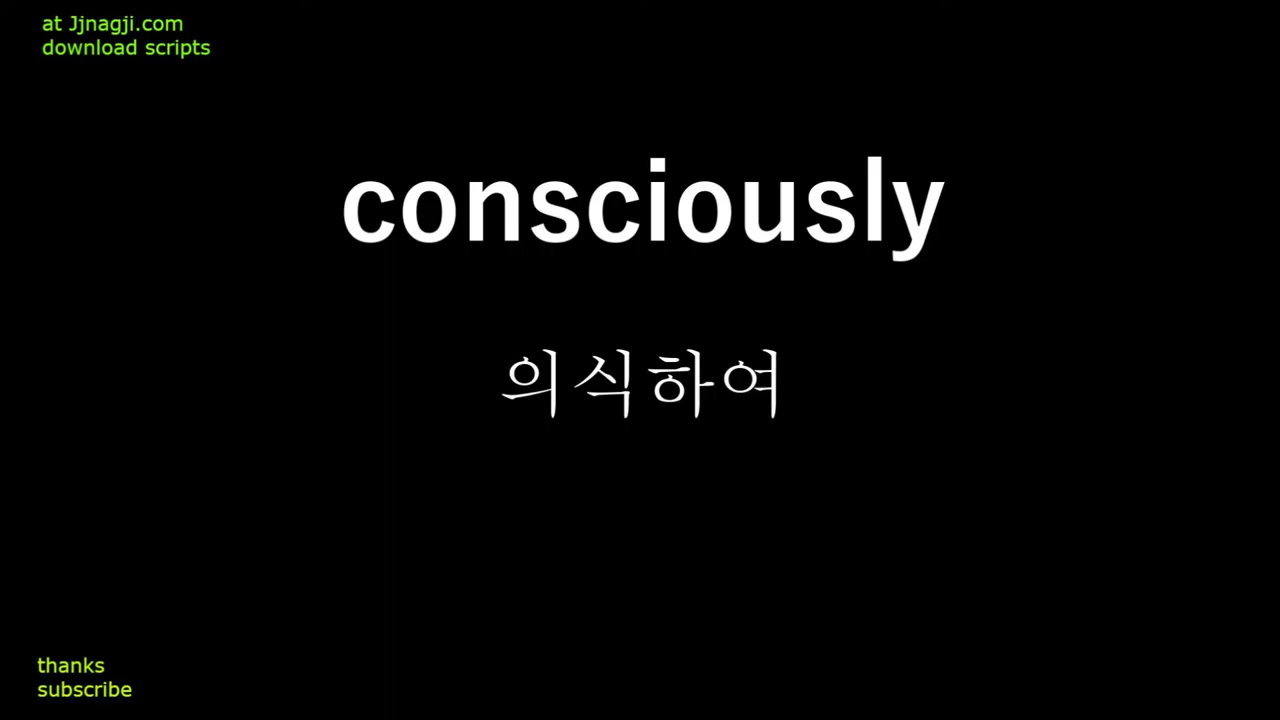 at Jjnagji.com
download scripts
consciously
의식하여
thanks
subscribe